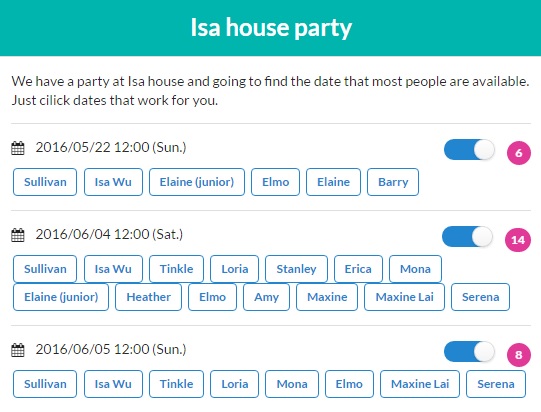 Isa house party
We have a party at Isa house and going to find the date that most people are available.
Just cilick dates that work for you.
2016/05/22 12:00 (Sun.) 6
Sullivan Isa Wu Elaine (junior) Elmo Elaine Barry
2016/06/04 12:00 (Sat.) 14
Sullivan Isa Wu Tinkle Loria Stanley Erica Mona
Elaine (junior) Heather Elmo Amy Maxine Maxine Lai Serena
2016/06/05 12:00 (Sun.) 8
Sullivan Isa Wu Tinkle Loria Mona Elmo Maxine Lai Serena